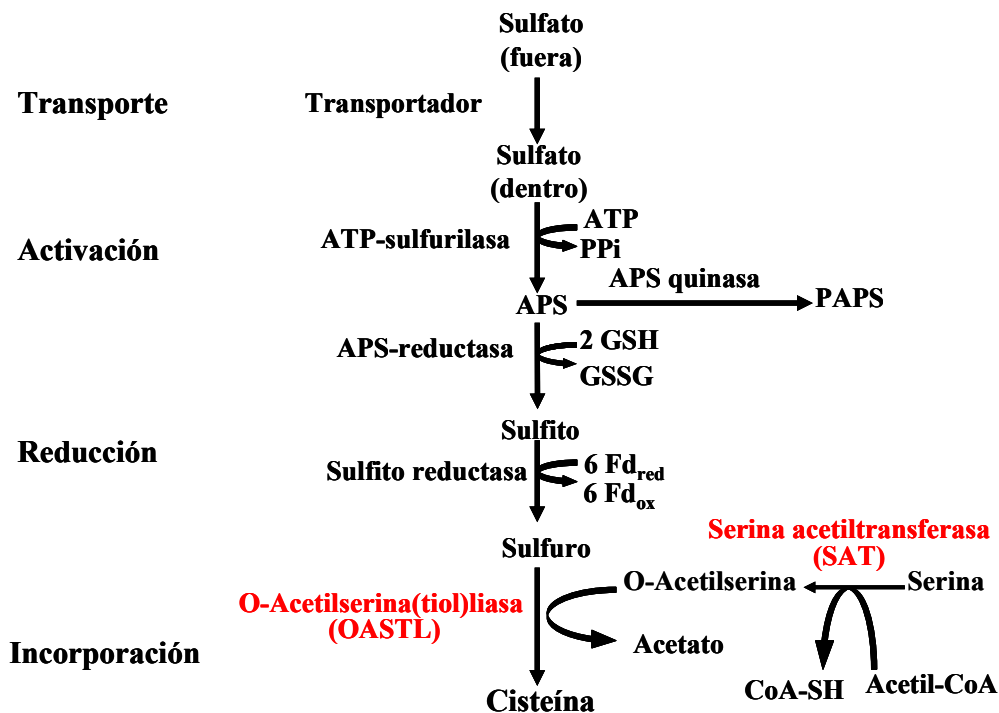 Sulfato
(fuera)
Transporte
Transportador
Sulfato
(dentro)
Activación
ATP-sulfurilasa
ATP
PPi
APS quinasa
APS
PAPS
APS-reductasa
2 GSH
GSSG
Sulfito
Reducción
Sulfito reductasa
6 Fdred
6 Fdox
Sulfuro
Serina acetiltransferasa
(SAT)
O-Acetilserina
Serina
O-Acetilserina(tiol)liasa
(OASTL)
Acetato
Incorporación
CoA-SH
Acetil-CoA
Cisteína